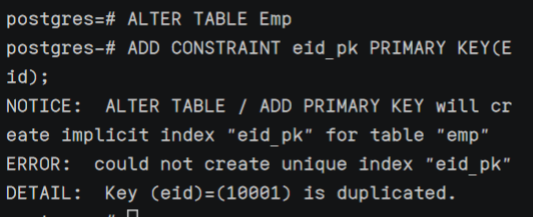 postgres=# ALTER TABLE Emp
postgres-# ADD CONSTRAINT eid_pk PRIMARY KEY(E
id);
NOTICE:  ALTER TABLE / ADD PRIMARY KEY will cr
eate implicit index "eid_pk" for table "emp"
ERROR:  could not create unique index "eid_pk"
DETAIL:  Key (eid)=(10001) is duplicated.